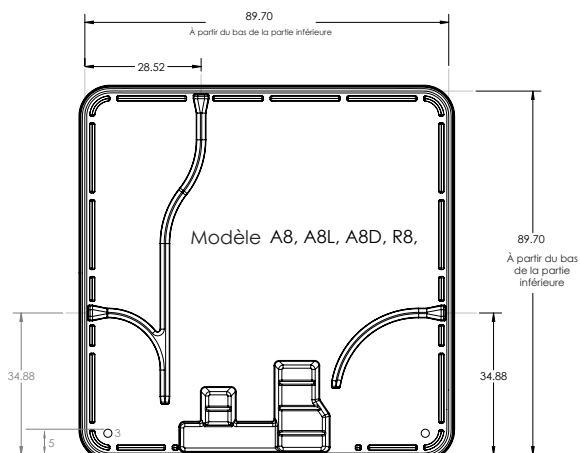 89.70
À partir du bas de la partie inférieure
28.52
Modèle A8, A8L, A8D, R8,
89.70
À partir du bas
de la partie
inférieure
34.88
34.88
3
5